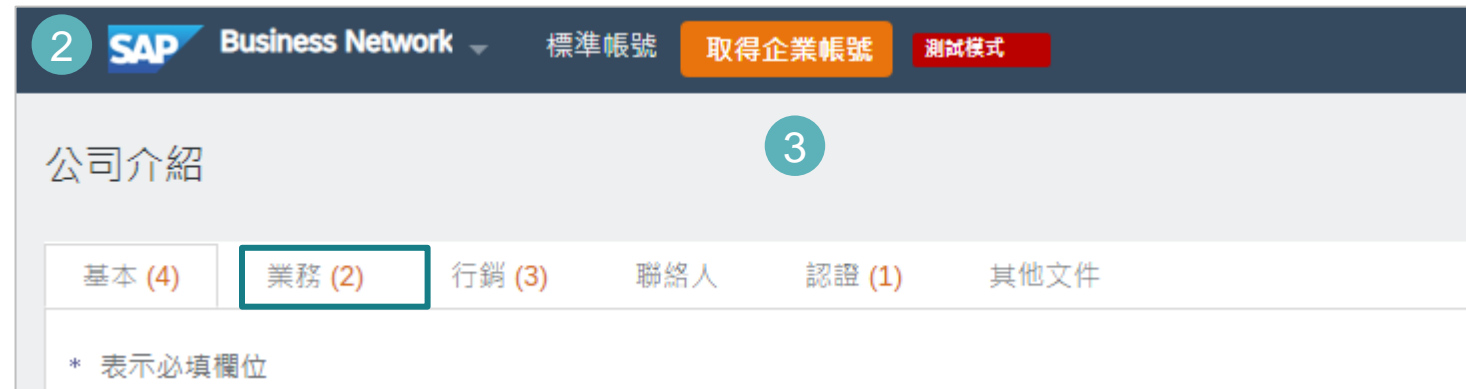 2 SAP Business Network 標準帳號 取得企業帳號 測試模式
3
公司介紹
基本 (4) 業務 (2) 行銷 (3) 聯絡人 認證 (1) 其他文件
* 表示必填欄位